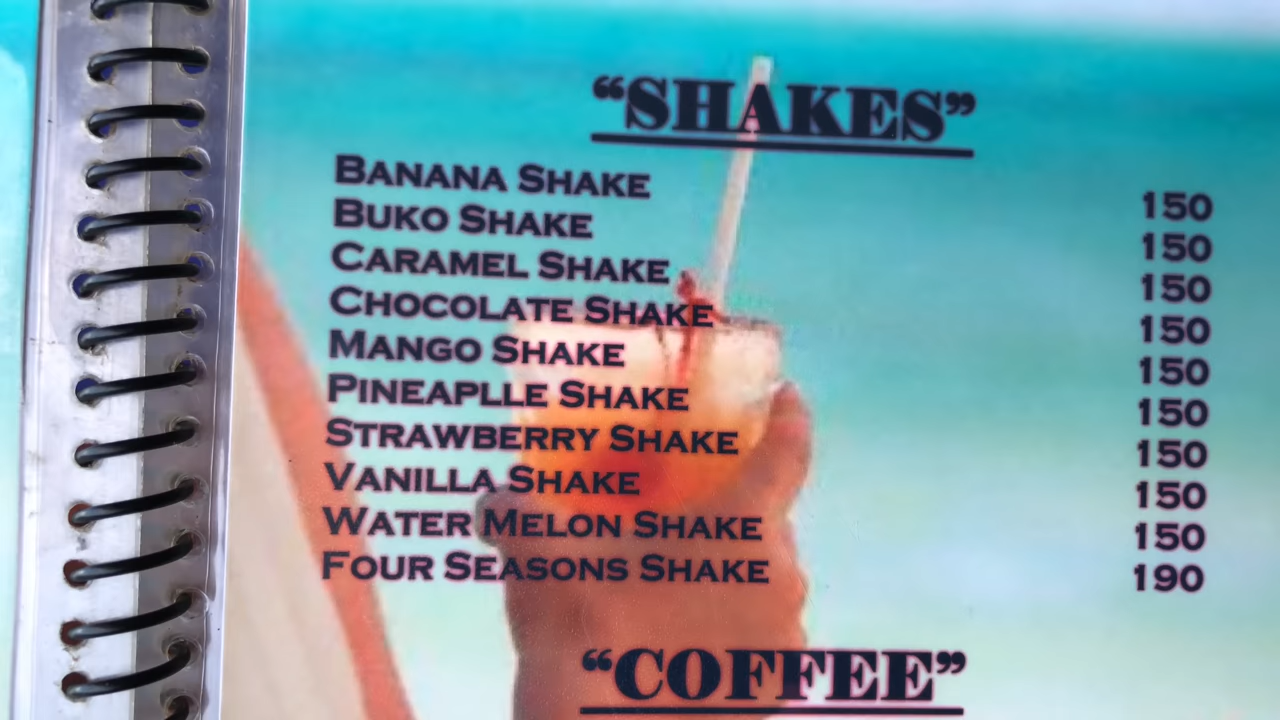 “SHAKES”
BANANA SHAKE 150
BUKO SHAKE 150
CARAMEL SHAKE 150
CHOCOLATE SHAKE 150
MANGO SHAKE 150
PINEAPLLE SHAKE 150
STRAWBERRY SHAKE 150
VANILLA SHAKE 150
WATER MELON SHAKE 150
FOUR SEASONS SHAKE 190
“COFFEE”